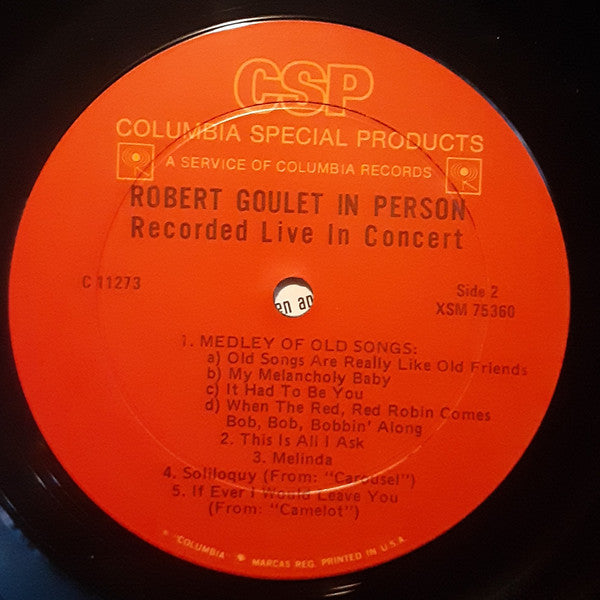 CSP
COLUMBIA SPECIAL PRODUCTS
A SERVICE OF COLUMBIA RECORDS
ROBERT GOULET IN PERSON
Recorded Live In Concert
C 11273
Side 2
XSM 75360
en an
1. MEDLEY OF OLD SONGS:
a) Old Songs Are Really Like Old Friends
b) My Melancholy Baby
c) It Had To Be You
d) When The Red, Red Robin Comes
Bob, Bob, Bobbin' Along
2. This Is All I Ask
3. Melinda
4. Soliloquy (From: "Carousel")
5. If Ever I Would Leave You
(From: "Camelot")
"COLUMBIA" MARCAS REG. PRINTED IN U.S.A.